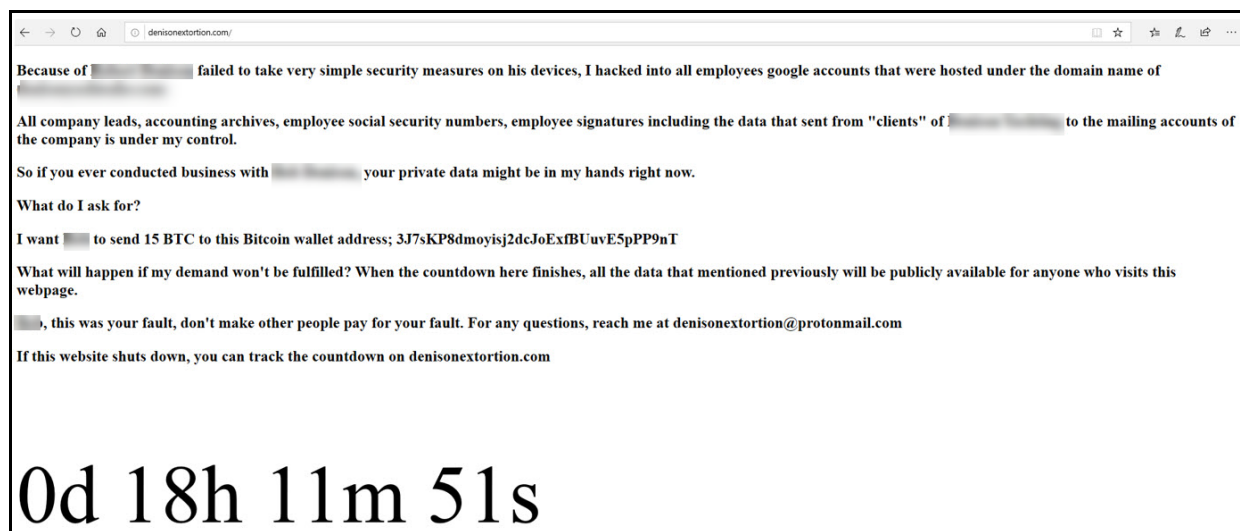 denisonextortion.com/
Because of failed to take very simple security measures on his devices, I hacked into all employees google accounts that were hosted under the domain name of
All company leads, accounting archives, employee social security numbers, employee signatures including the data that sent from "clients" of to the mailing accounts of
the company is under my control.
So if you ever conducted business with your private data might be in my hands right now.
What do I ask for?
I want to send 15 BTC to this Bitcoin wallet address; 3J7sKP8dmoyisj2dcJoExfBUuvE5pPP9nT
What will happen if my demand won't be fulfilled? When the countdown here finishes, all the data that mentioned previously will be publicly available for anyone who visits this
webpage.
, this was your fault, don't make other people pay for your fault. For any questions, reach me at denisonextortion@protonmail.com
If this website shuts down, you can track the countdown on denisonextortion.com
0d 18h 11m 51s